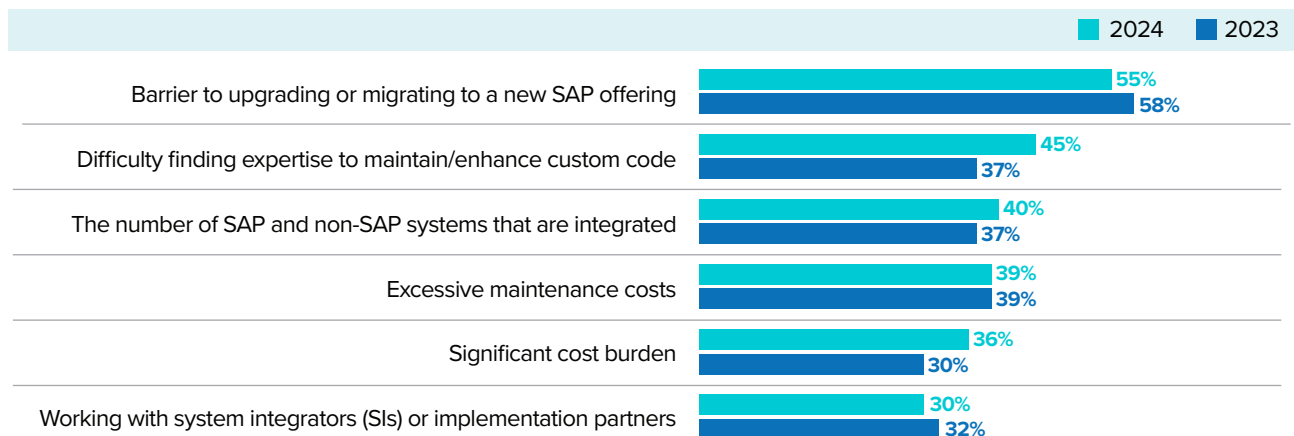 2024 2023
Barrier to upgrading or migrating to a new SAP offering
55%
58%
Difficulty finding expertise to maintain/enhance custom code
45%
37%
The number of SAP and non-SAP systems that are integrated
40%
37%
Excessive maintenance costs
39%
39%
Significant cost burden
36%
30%
Working with system integrators (SIs) or implementation partners
30%
32%